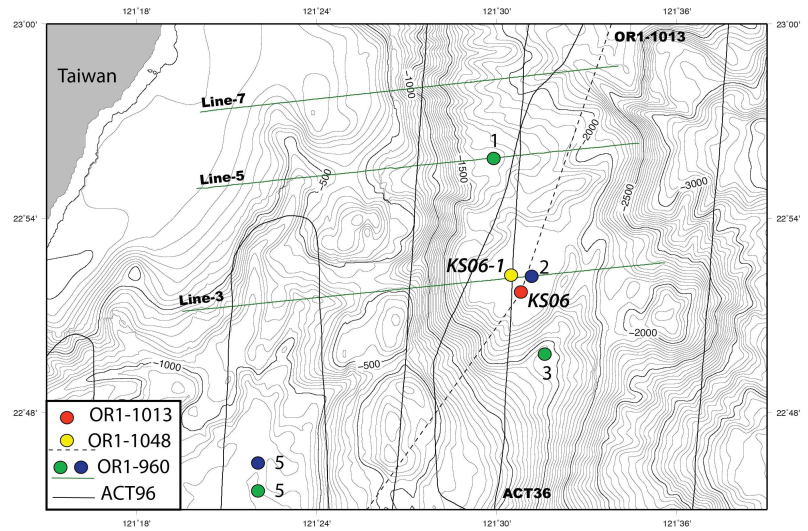 121°18' 121°24' 121°30' 121°36'
23°00' 23°00'
OR1-1013
Taiwan
-1000
Line-7
-2000
1
-1500
Line-5
-500
-2500
-3000
22°54' 22°54'
KS06-1 2
Line-3
KS06
-2000
-1000
-500
3
22°48' 22°48'
OR1-1013
OR1-1048
OR1-960
ACT96
5
5
ACT36
121°18' 121°24' 121°30' 121°36'